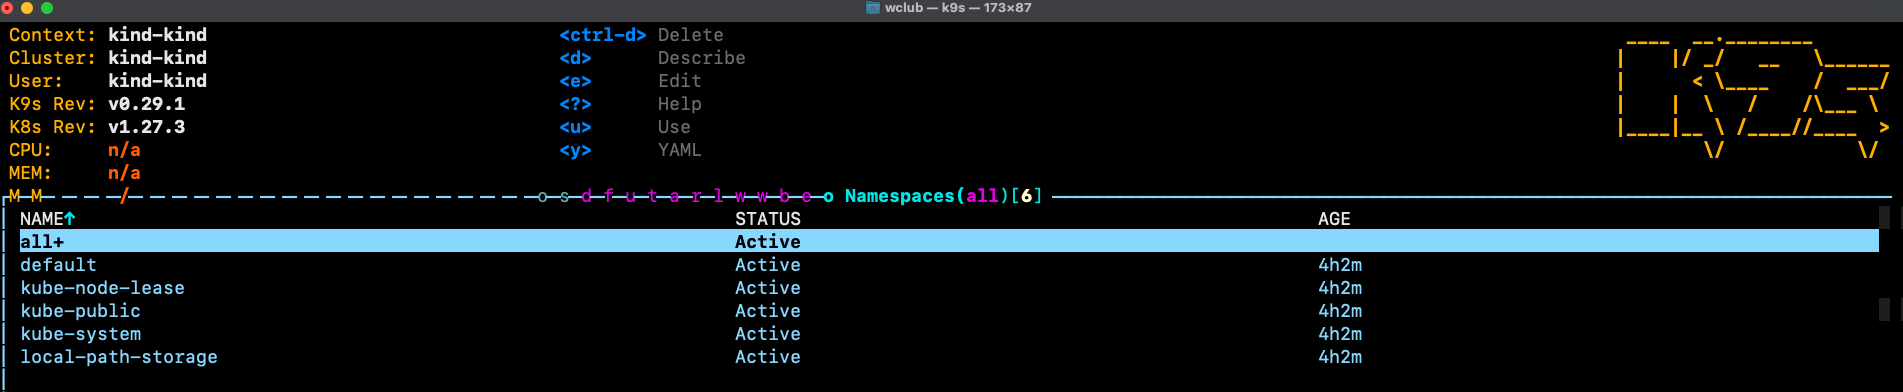 wclub — k9s — 173×87
Context: kind-kind <ctrl-d> Delete
Cluster: kind-kind <d> Describe
User: kind-kind <e> Edit
K9s Rev: v0.29.1 <?> Help
K8s Rev: v1.27.3 <u> Use
CPU: n/a <y> YAML
MEM: n/a
M M / o s d f u t a r l w w b e o Namespaces(all)[6]
NAME↑ STATUS AGE
all+ Active
default Active 4h2m
kube-node-lease Active 4h2m
kube-public Active 4h2m
kube-system Active 4h2m
local-path-storage Active 4h2m